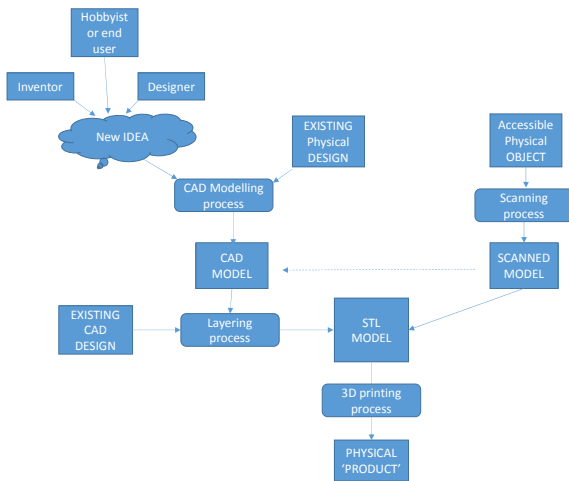 Hobbyist
or end
user
Inventor
Designer
New IDEA
EXISTING
Physical
DESIGN
Accessible
Physical
OBJECT
CAD Modelling
process
Scanning
process
CAD
MODEL
SCANNED
MODEL
EXISTING
CAD
DESIGN
Layering
process
STL
MODEL
3D printing
process
PHYSICAL
‘PRODUCT’